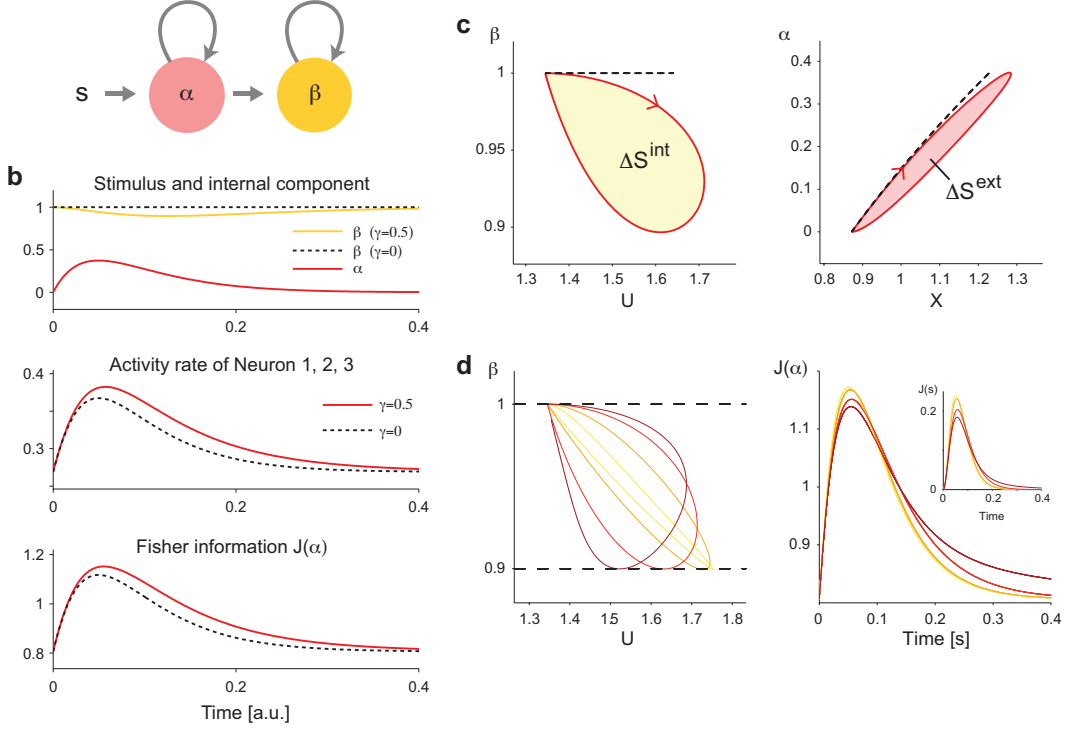 S
α
β
b
Stimulus and internal component
1
0.5
0
β (γ=0.5)
β (γ=0)
α
0
0.2
0.4
Activity rate of Neuron 1, 2, 3
0.4
0.3
γ=0.5
γ=0
0
0.2
0.4
Fisher information J(α)
1.2
1
0.8
0
0.2
0.4
Time [a.u.]
c
β
1
0.95
0.9
ΔS^int
1.3
1.4
1.5
1.6
1.7
U
α
0.4
0.3
0.2
0.1
0
ΔS^ext
0.8
0.9
1
1.1
1.2
1.3
X
d
β
1
0.9
1.3
1.4
1.5
1.6
1.7
1.8
U
J(α)
1.1
1
0.9
0
0.1
0.2
0.3
0.4
Time [s]
J(s)
0.2
0
0
0.2
0.4
Time